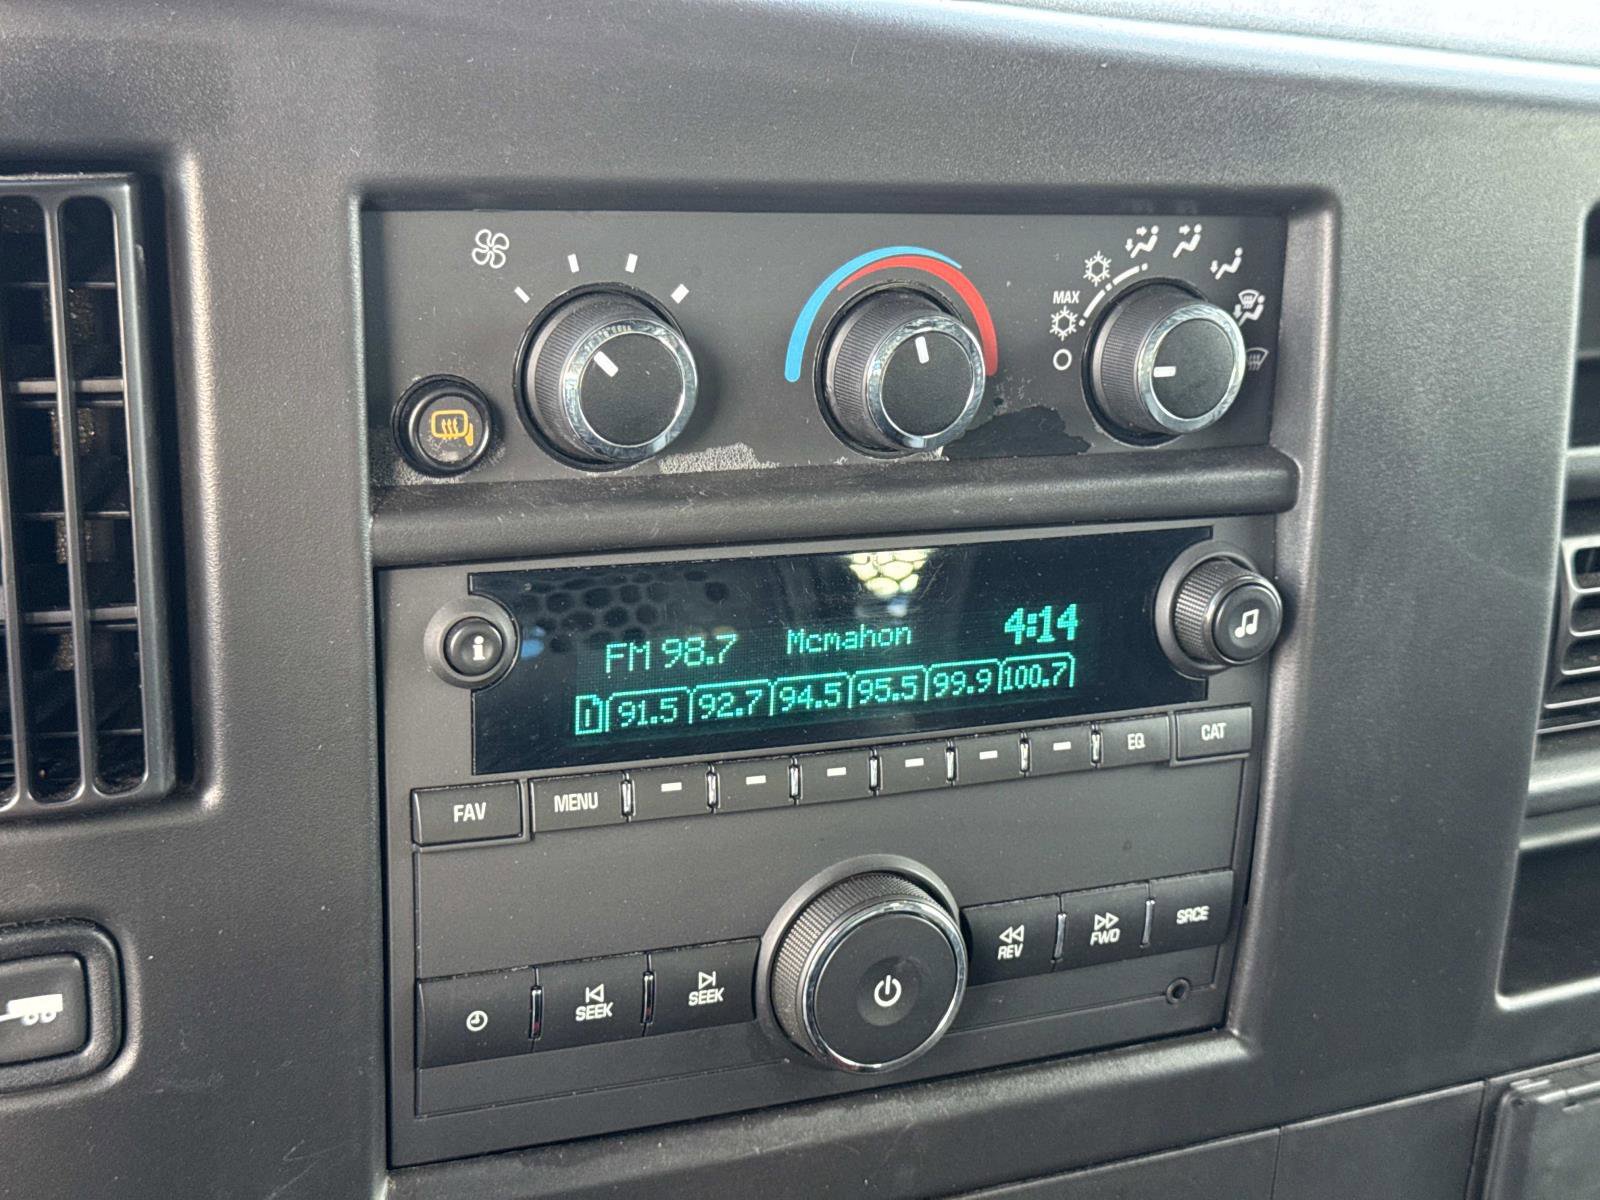 MAX
i
FM 98.7 Mcmahon 4:14
91.5 92.7 94.5 95.5 99.9 100.7
FAV MENU EQ CAT
SEEK SEEK REV FWD SRCE